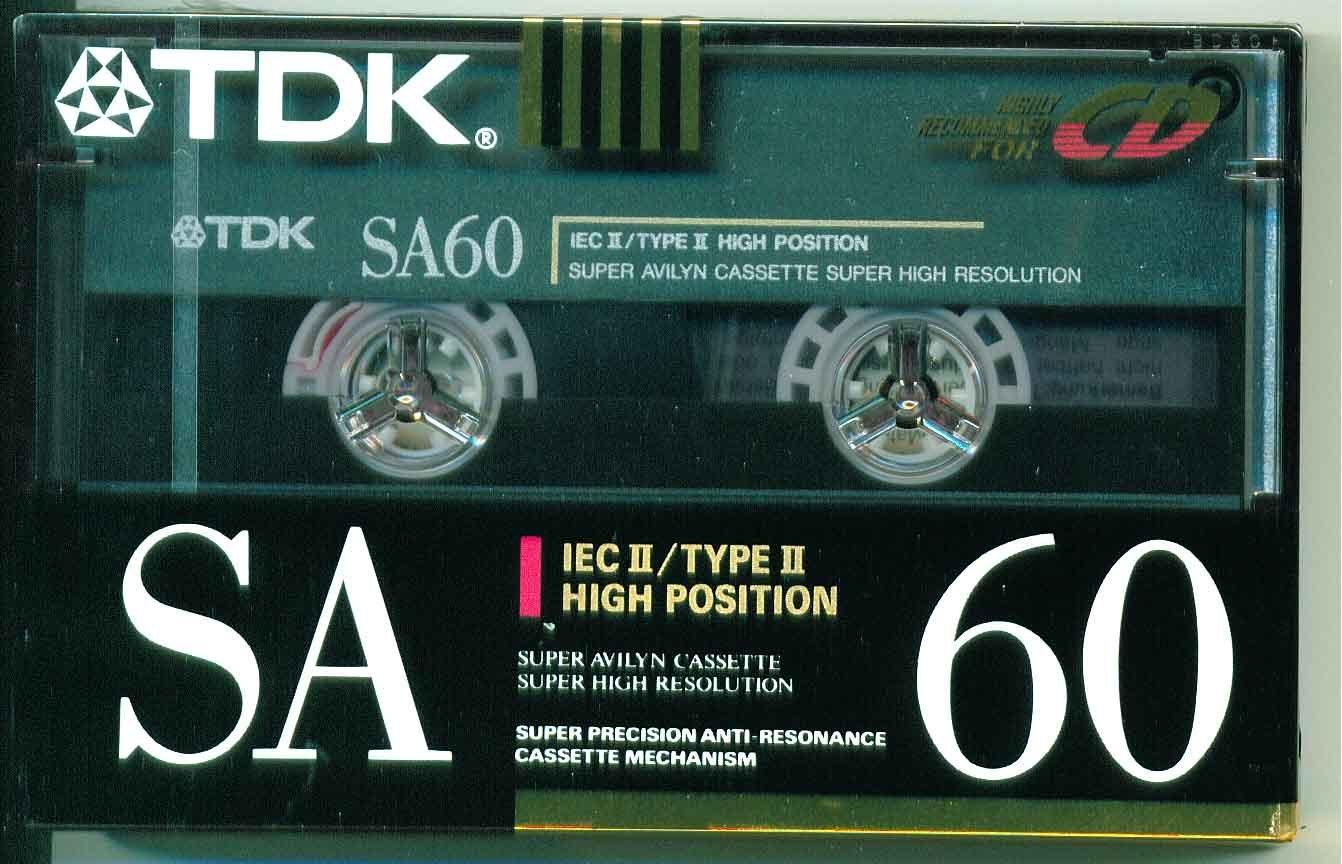 TDK®
HIGHLY
RECOMMENDED
FOR CD
TDK SA60
IEC II/TYPE II HIGH POSITION
SUPER AVILYN CASSETTE SUPER HIGH RESOLUTION
SA 60
IEC II/TYPE II
HIGH POSITION
SUPER AVILYN CASSETTE
SUPER HIGH RESOLUTION
SUPER PRECISION ANTI-RESONANCE
CASSETTE MECHANISM